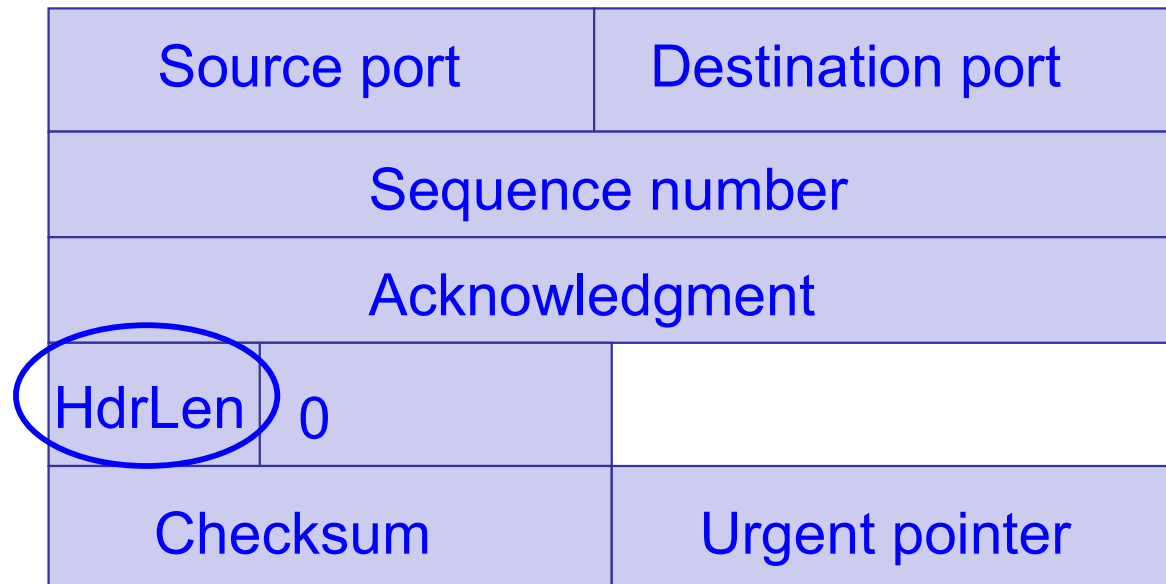 Source port Destination port
Sequence number
Acknowledgment
HdrLen 0
Checksum Urgent pointer